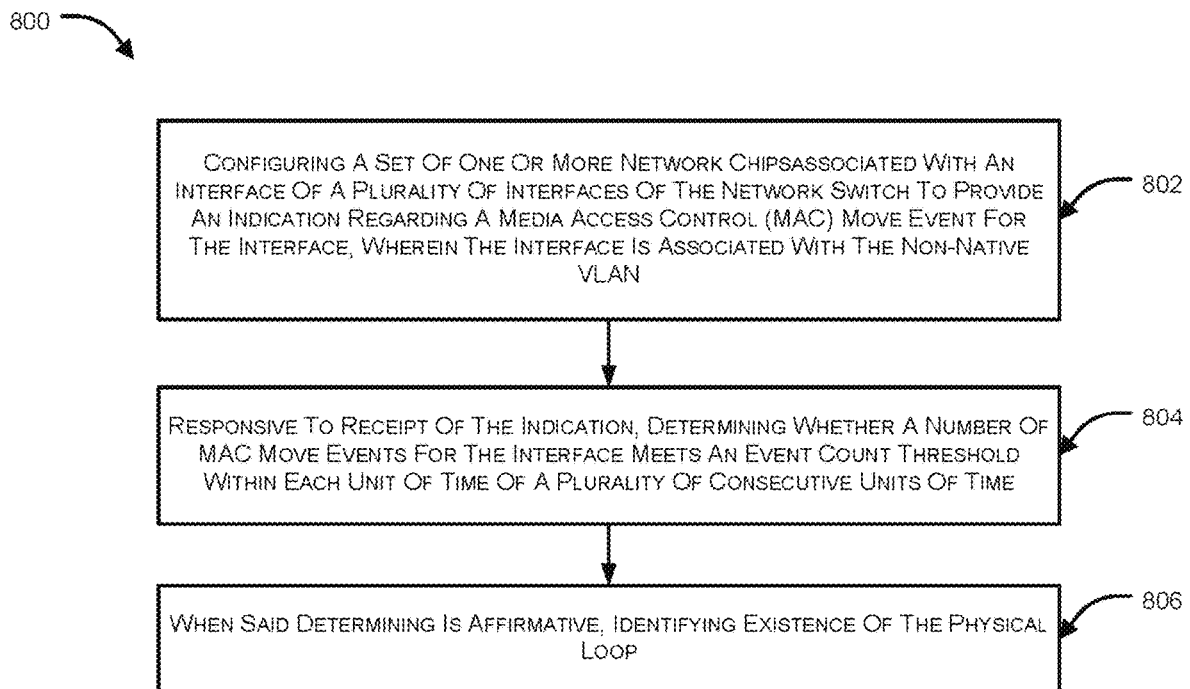 800
CONFIGURING A SET OF ONE OR MORE NETWORK CHIPSASSOCIATED WITH AN
INTERFACE OF A PLURALITY OF INTERFACES OF THE NETWORK SWITCH TO PROVIDE
AN INDICATION REGARDING A MEDIA ACCESS CONTROL (MAC) MOVE EVENT FOR
THE INTERFACE, WHEREIN THE INTERFACE IS ASSOCIATED WITH THE NON-NATIVE
VLAN
802
RESPONSIVE TO RECEIPT OF THE INDICATION, DETERMINING WHETHER A NUMBER OF
MAC MOVE EVENTS FOR THE INTERFACE MEETS AN EVENT COUNT THRESHOLD
WITHIN EACH UNIT OF TIME OF A PLURALITY OF CONSECUTIVE UNITS OF TIME
804
WHEN SAID DETERMINING IS AFFIRMATIVE, IDENTIFYING EXISTENCE OF THE PHYSICAL
LOOP
806